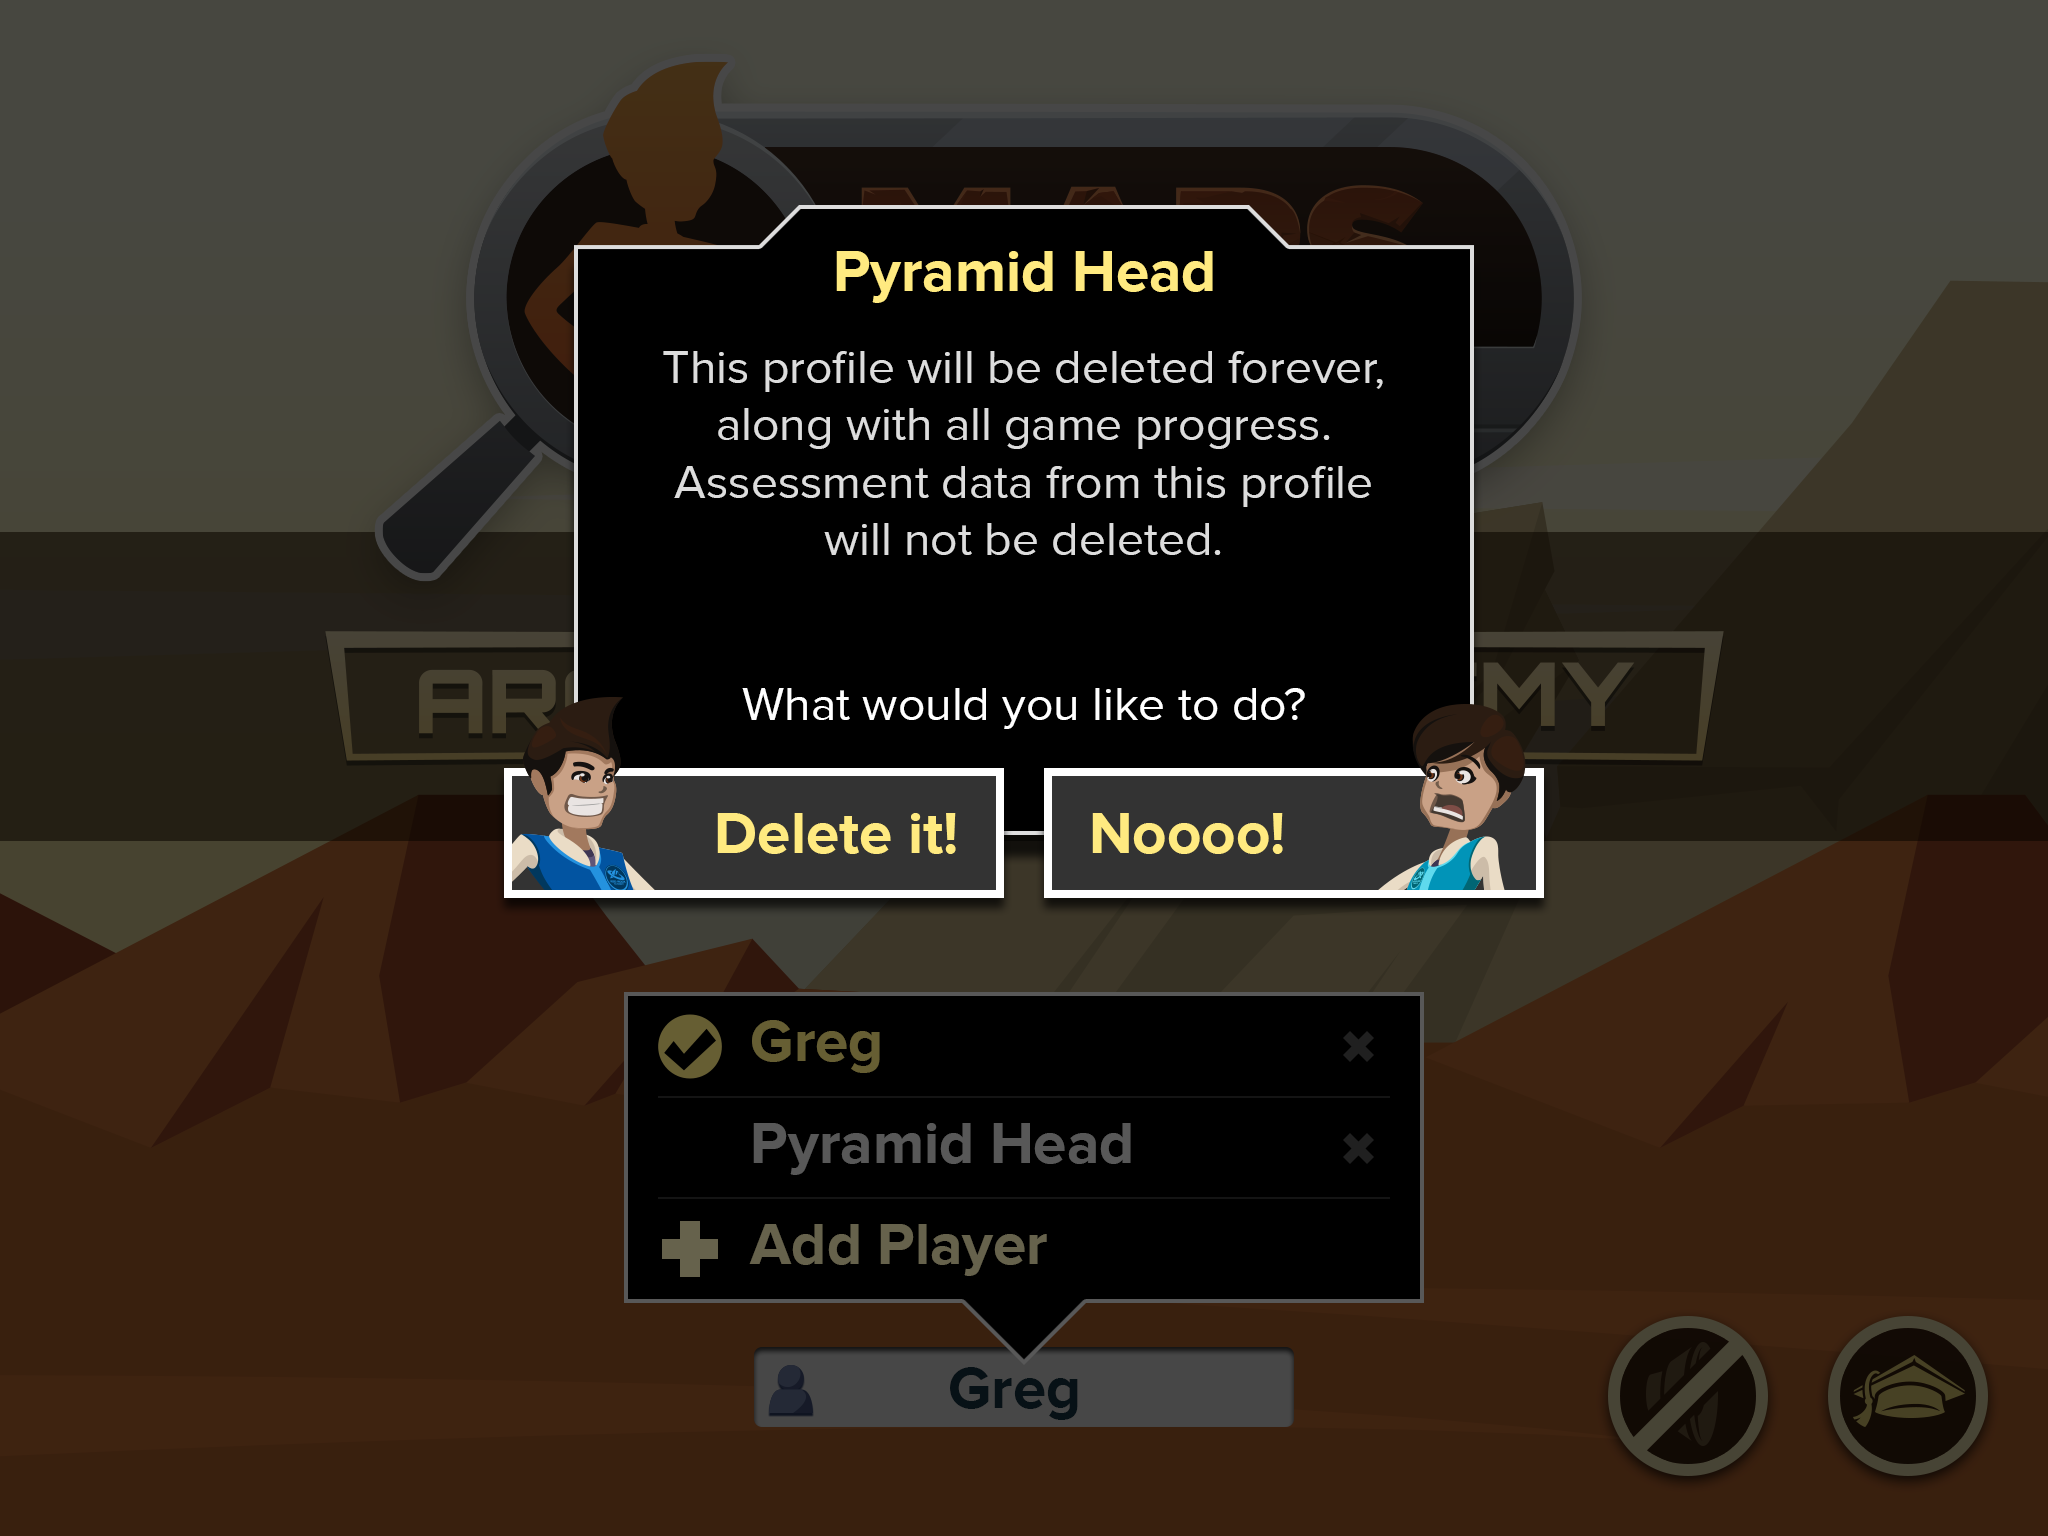 MARS
Pyramid Head
This profile will be deleted forever,
along with all game progress.
Assessment data from this profile
will not be deleted.
What would you like to do?
Delete it!
Noooo!
Greg
Pyramid Head
Add Player
Greg